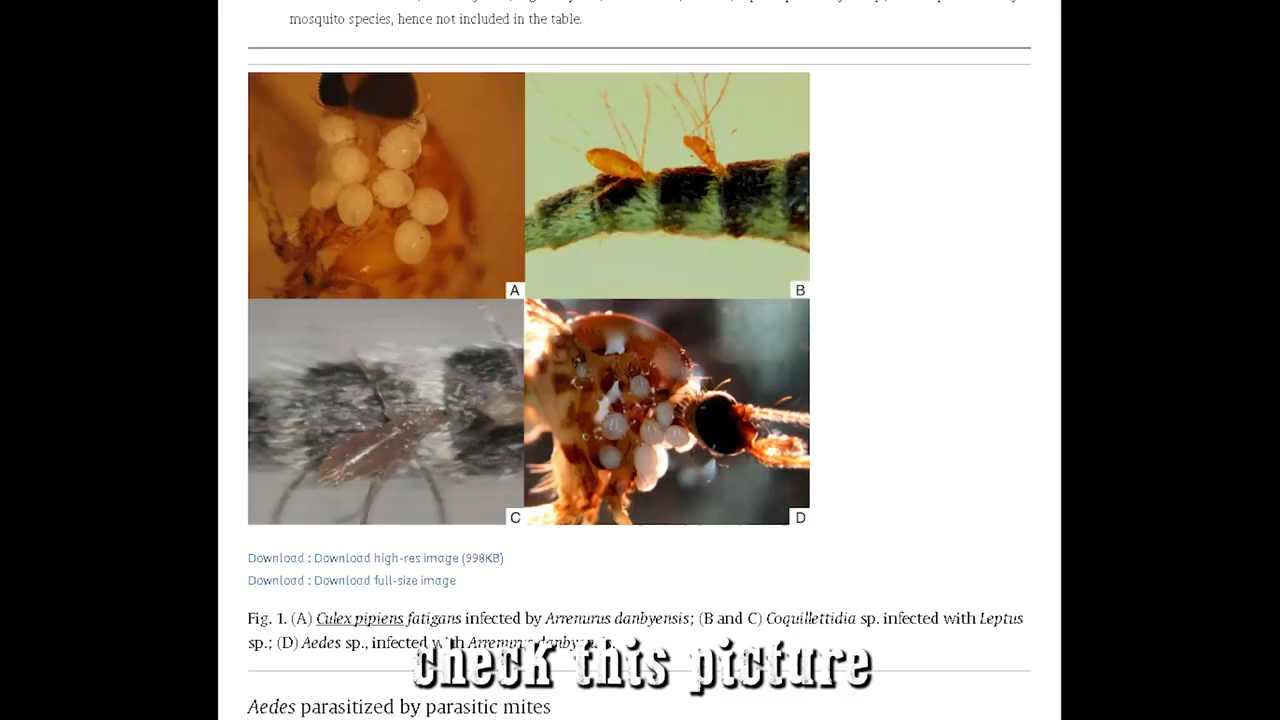 mosquito species, hence not included in the table.
A
B
C
D
Download : Download high-res image (998KB)
Download : Download full-size image
Fig. 1. (A) Culex pipiens fatigans infected by Arrenurus danbyensis; (B and C) Coquillettidia sp. infected with Leptus
sp.; (D) Aedes sp., infected with Arrenurus
check this picture
Aedes parasitized by parasitic mites